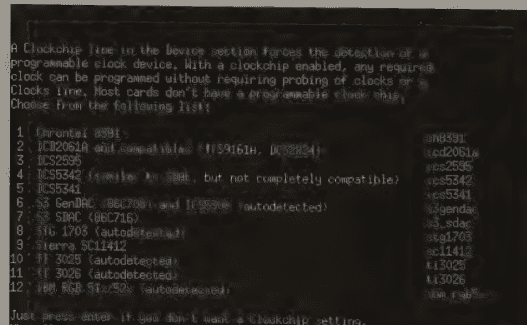 A Clockchip line in the Device section forces the detection of a
programmable clock device. With a clockchip enabled, any required
clock can be programmed without requiring probing of clocks or a
Clocks line. Most cards don't have a programmable clock chip.
Choose from the following list:
1 Chrontel 8391 ch8391
2 ICD2061A and compatibles (ICS9161A, DCS2824) icd2061a
3 ICS2595 ics2595
4 ICS5342 (similar to SDAC, but not completely compatible) ics5342
5 ICS5341 ics5341
6 S3 GenDAC (86C708) and ICS5300 (autodetected) s3gendac
7 S3 SDAC (86C716) s3_sdac
8 STG 1703 (autodetected) stg1703
9 Sierra SC11412 sc11412
10 TI 3025 (autodetected) ti3025
11 TI 3026 (autodetected) ti3026
12 IBM RGB 51x/52x (autodetected) ibm_rgb5xx
Just press enter if you don't want a Clockchip setting.